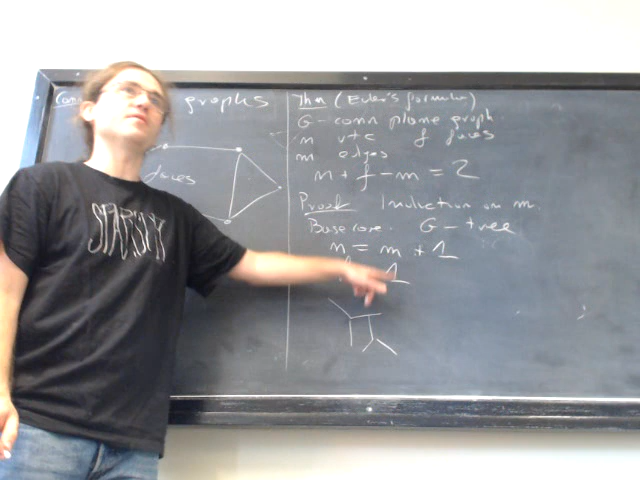 graphs
faces
SPARSITY
Thm (Euler's formula)
G - conn plane graph
n vtc f faces
m edges
n + f - m = 2
Proof Induction on m.
Base case. G - tree
n = m + 1
1